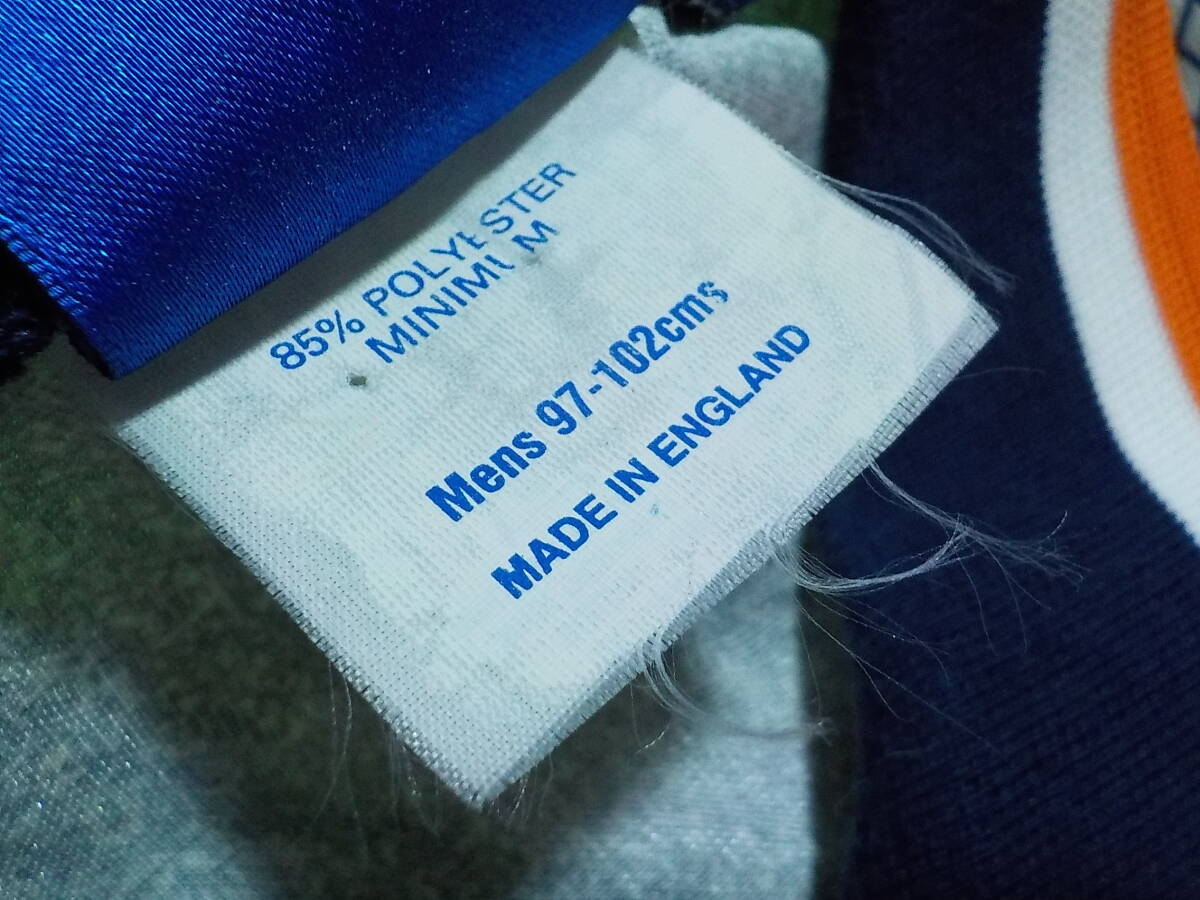 85% POLYESTER
MINIMUM
Mens 97-102cms
MADE IN ENGLAND